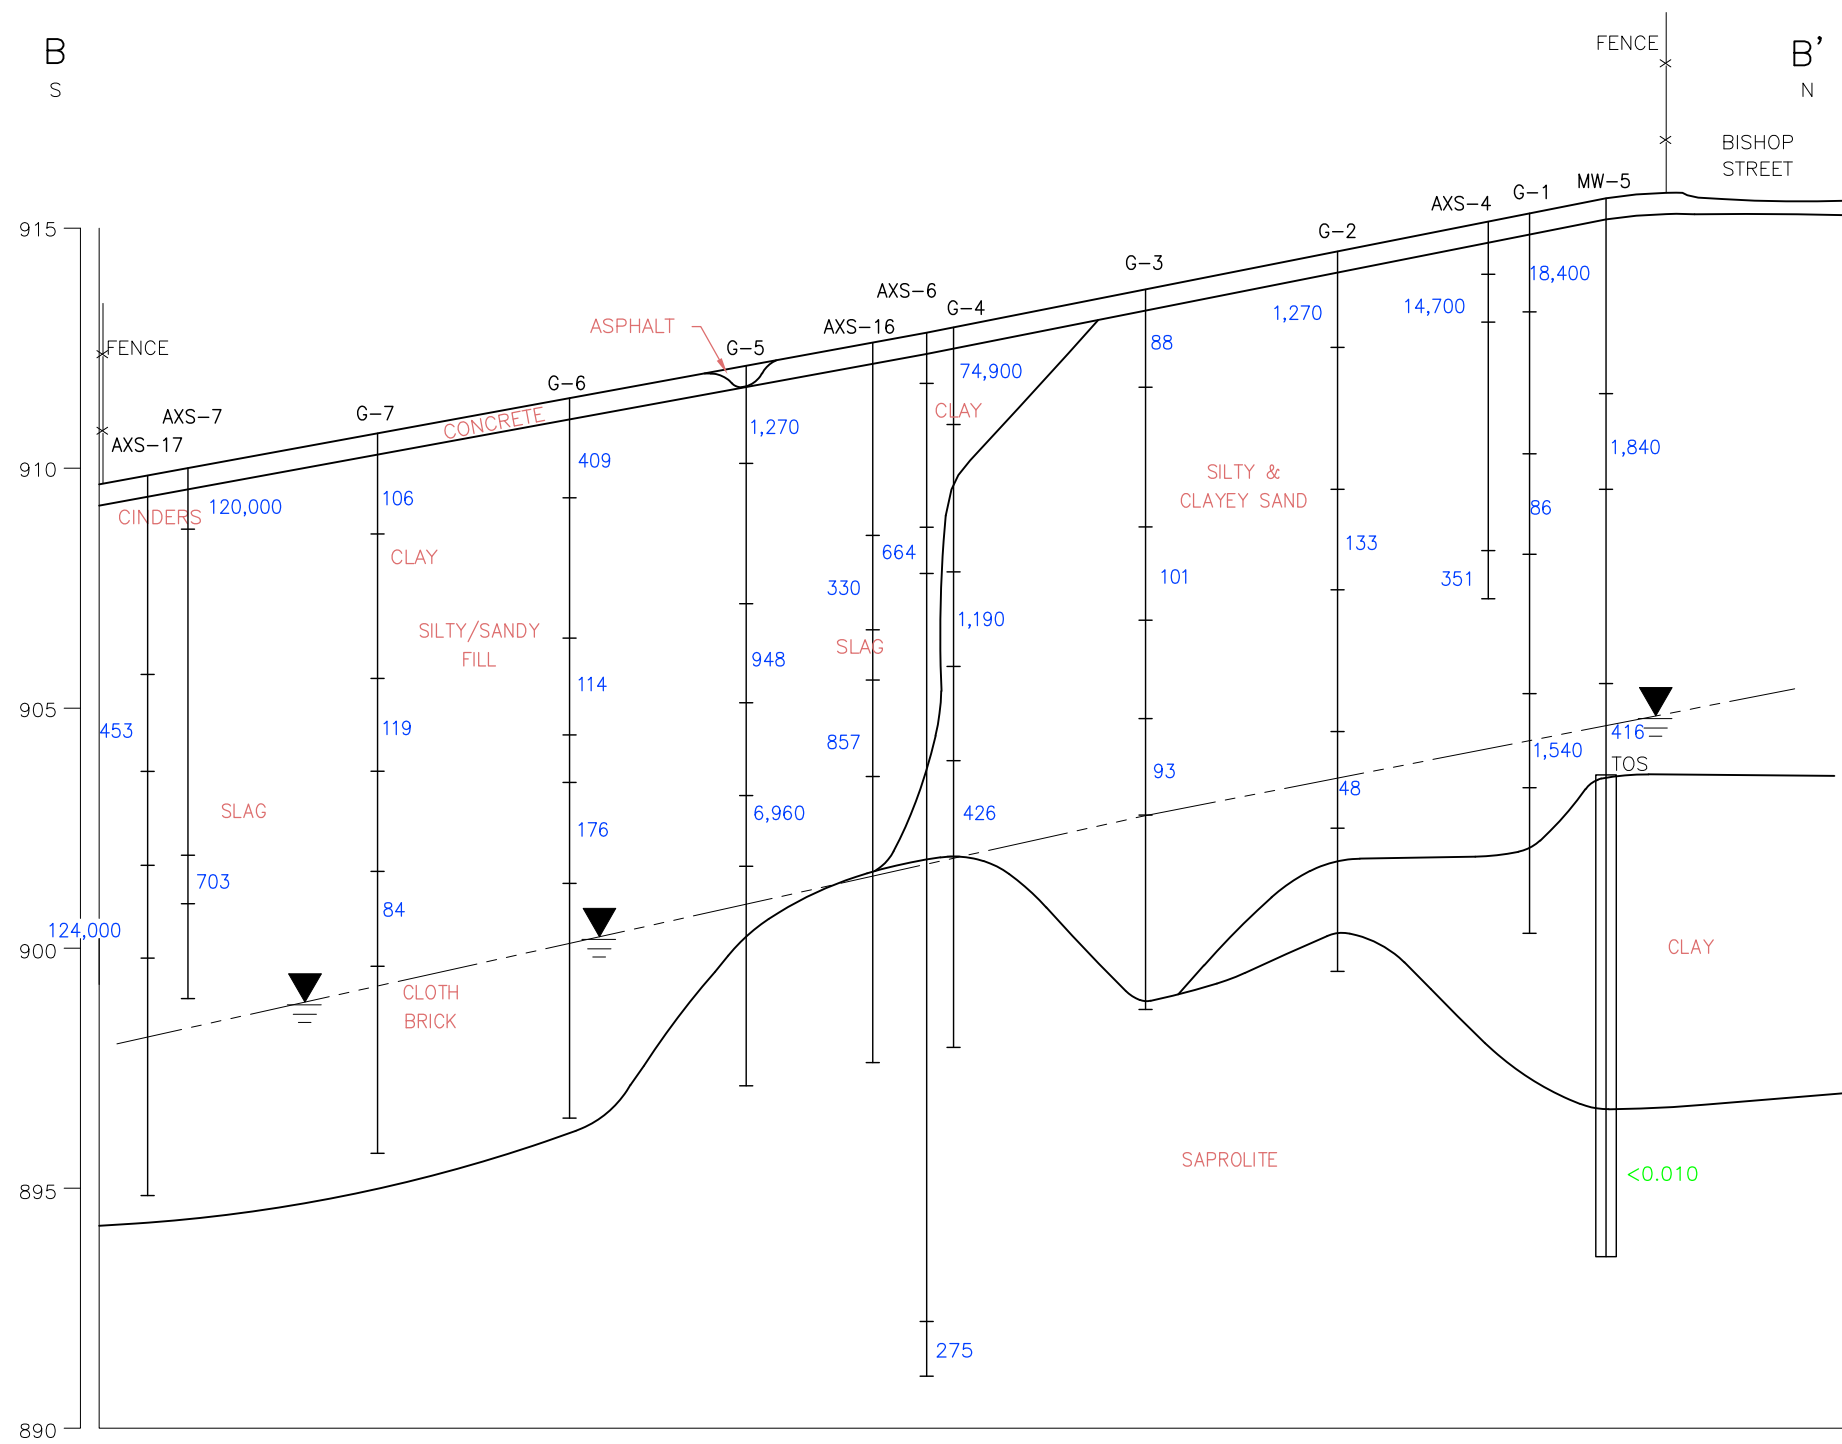 B
S
FENCE
B'
N
BISHOP
STREET
MW-5
G-1
AXS-4
915
G-2
G-3
18,400
AXS-6
14,700
G-4
1,270
AXS-16
ASPHALT
88
G-5
FENCE
74,900
G-6
CLAY
G-7
AXS-7
CONCRETE
1,270
AXS-17
1,840
409
910
SILTY &
CLAYEY SAND
106
120,000
86
CINDERS
133
664
CLAY
101
351
330
1,190
SILTY/SANDY
FILL
SLAG
948
114
905
119
453
416
857
1,540
TOS
93
48
SLAG
6,960
426
176
703
84
124,000
900
CLAY
CLOTH
BRICK
SAPROLITE
<0.010
895
275
890